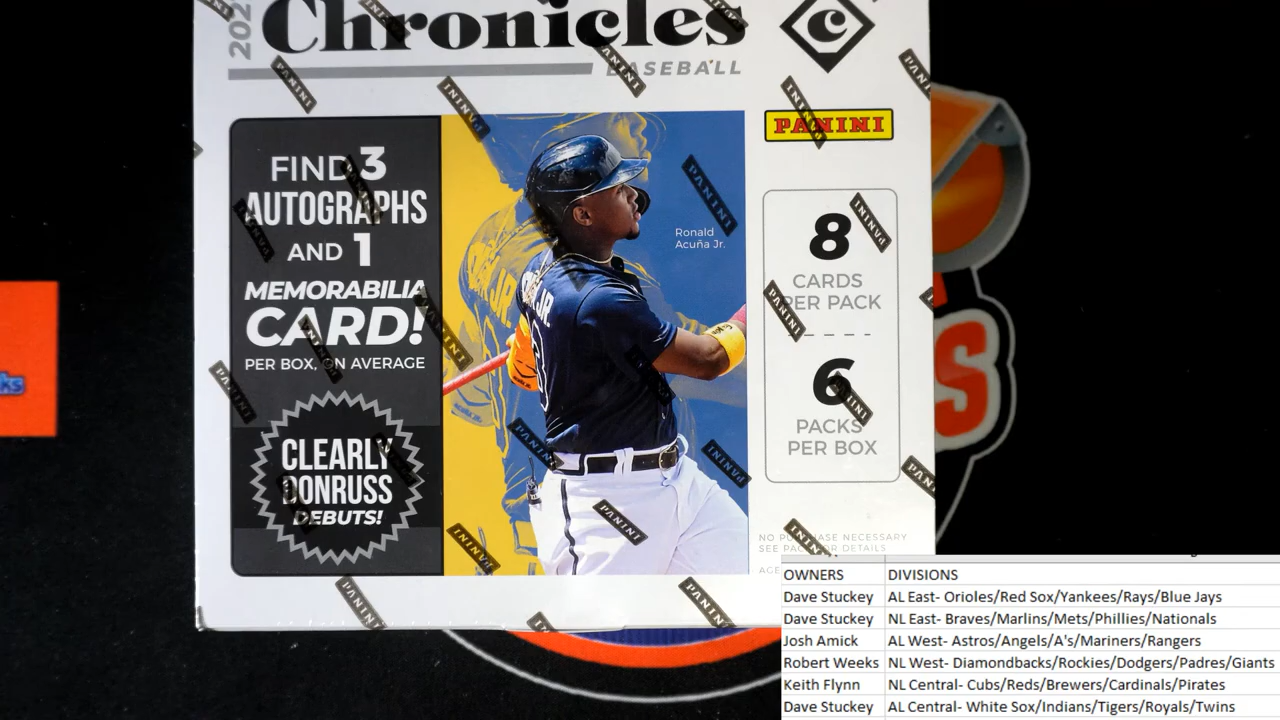 202
Chronicles
BASEBALL
C
PANINI
FIND 3
AUTOGRAPHS
AND 1
MEMORABILIA
CARD!
PER BOX, ON AVERAGE
CLEARLY
DONRUSS
DEBUTS!
Ronald
Acuña Jr.
8
CARDS
PER PACK
6
PACKS
PER BOX
NO PURCHASE NECESSARY
SEE PACK FOR DETAILS
AGE
ks
S
OWNERS DIVISIONS
Dave Stuckey AL East- Orioles/Red Sox/Yankees/Rays/Blue Jays
Dave Stuckey NL East- Braves/Marlins/Mets/Phillies/Nationals
Josh Amick AL West- Astros/Angels/A's/Mariners/Rangers
Robert Weeks NL West- Diamondbacks/Rockies/Dodgers/Padres/Giants
Keith Flynn NL Central- Cubs/Reds/Brewers/Cardinals/Pirates
Dave Stuckey AL Central- White Sox/Indians/Tigers/Royals/Twins